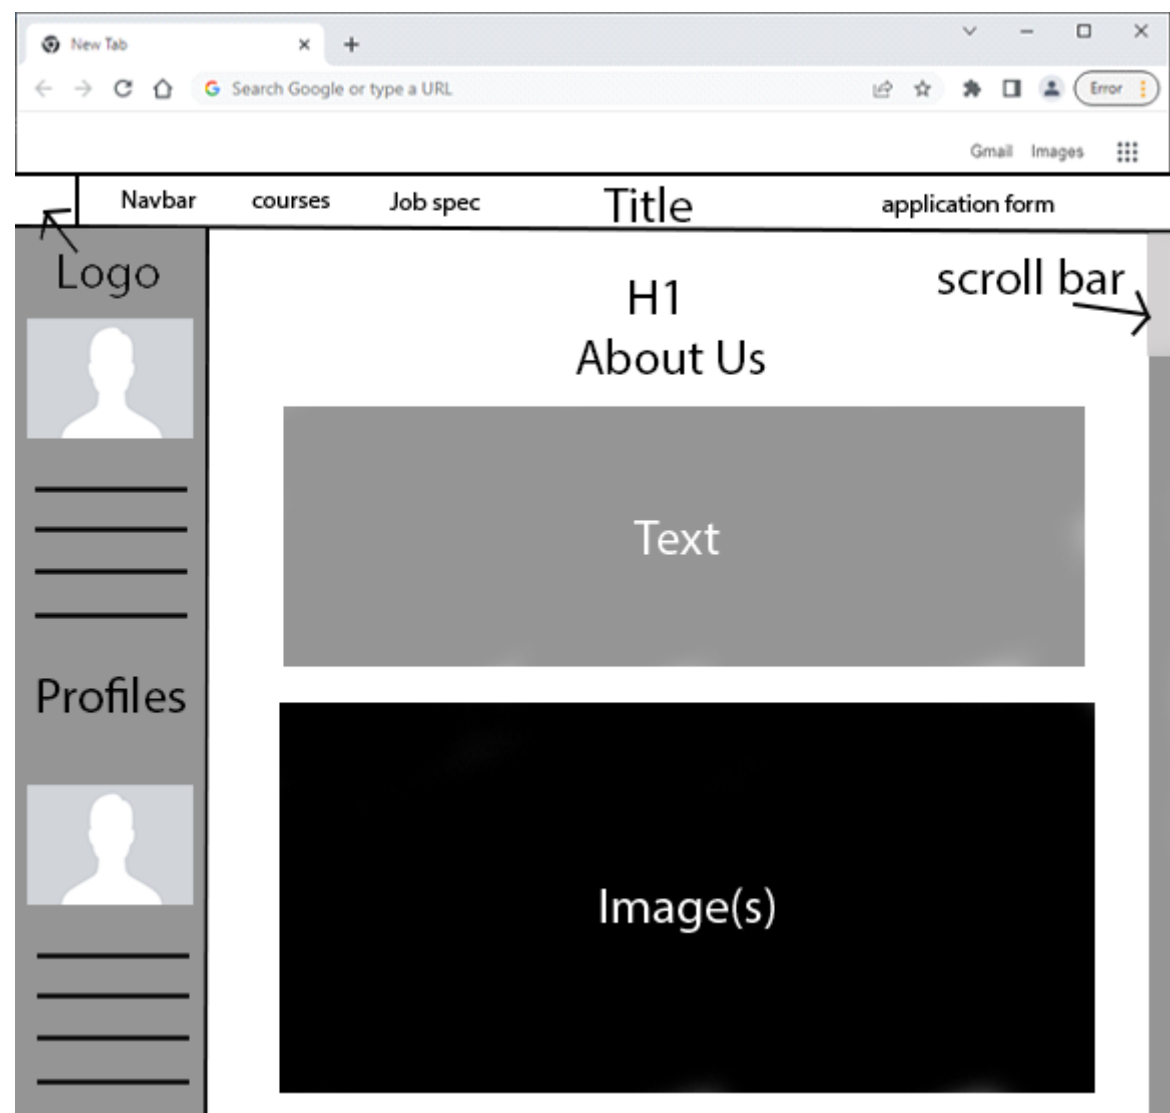 New Tab
Search Google or type a URL
Error
Gmail Images
Navbar courses Job spec Title application form
Logo
scroll bar
H1
About Us
Text
Profiles
Image(s)